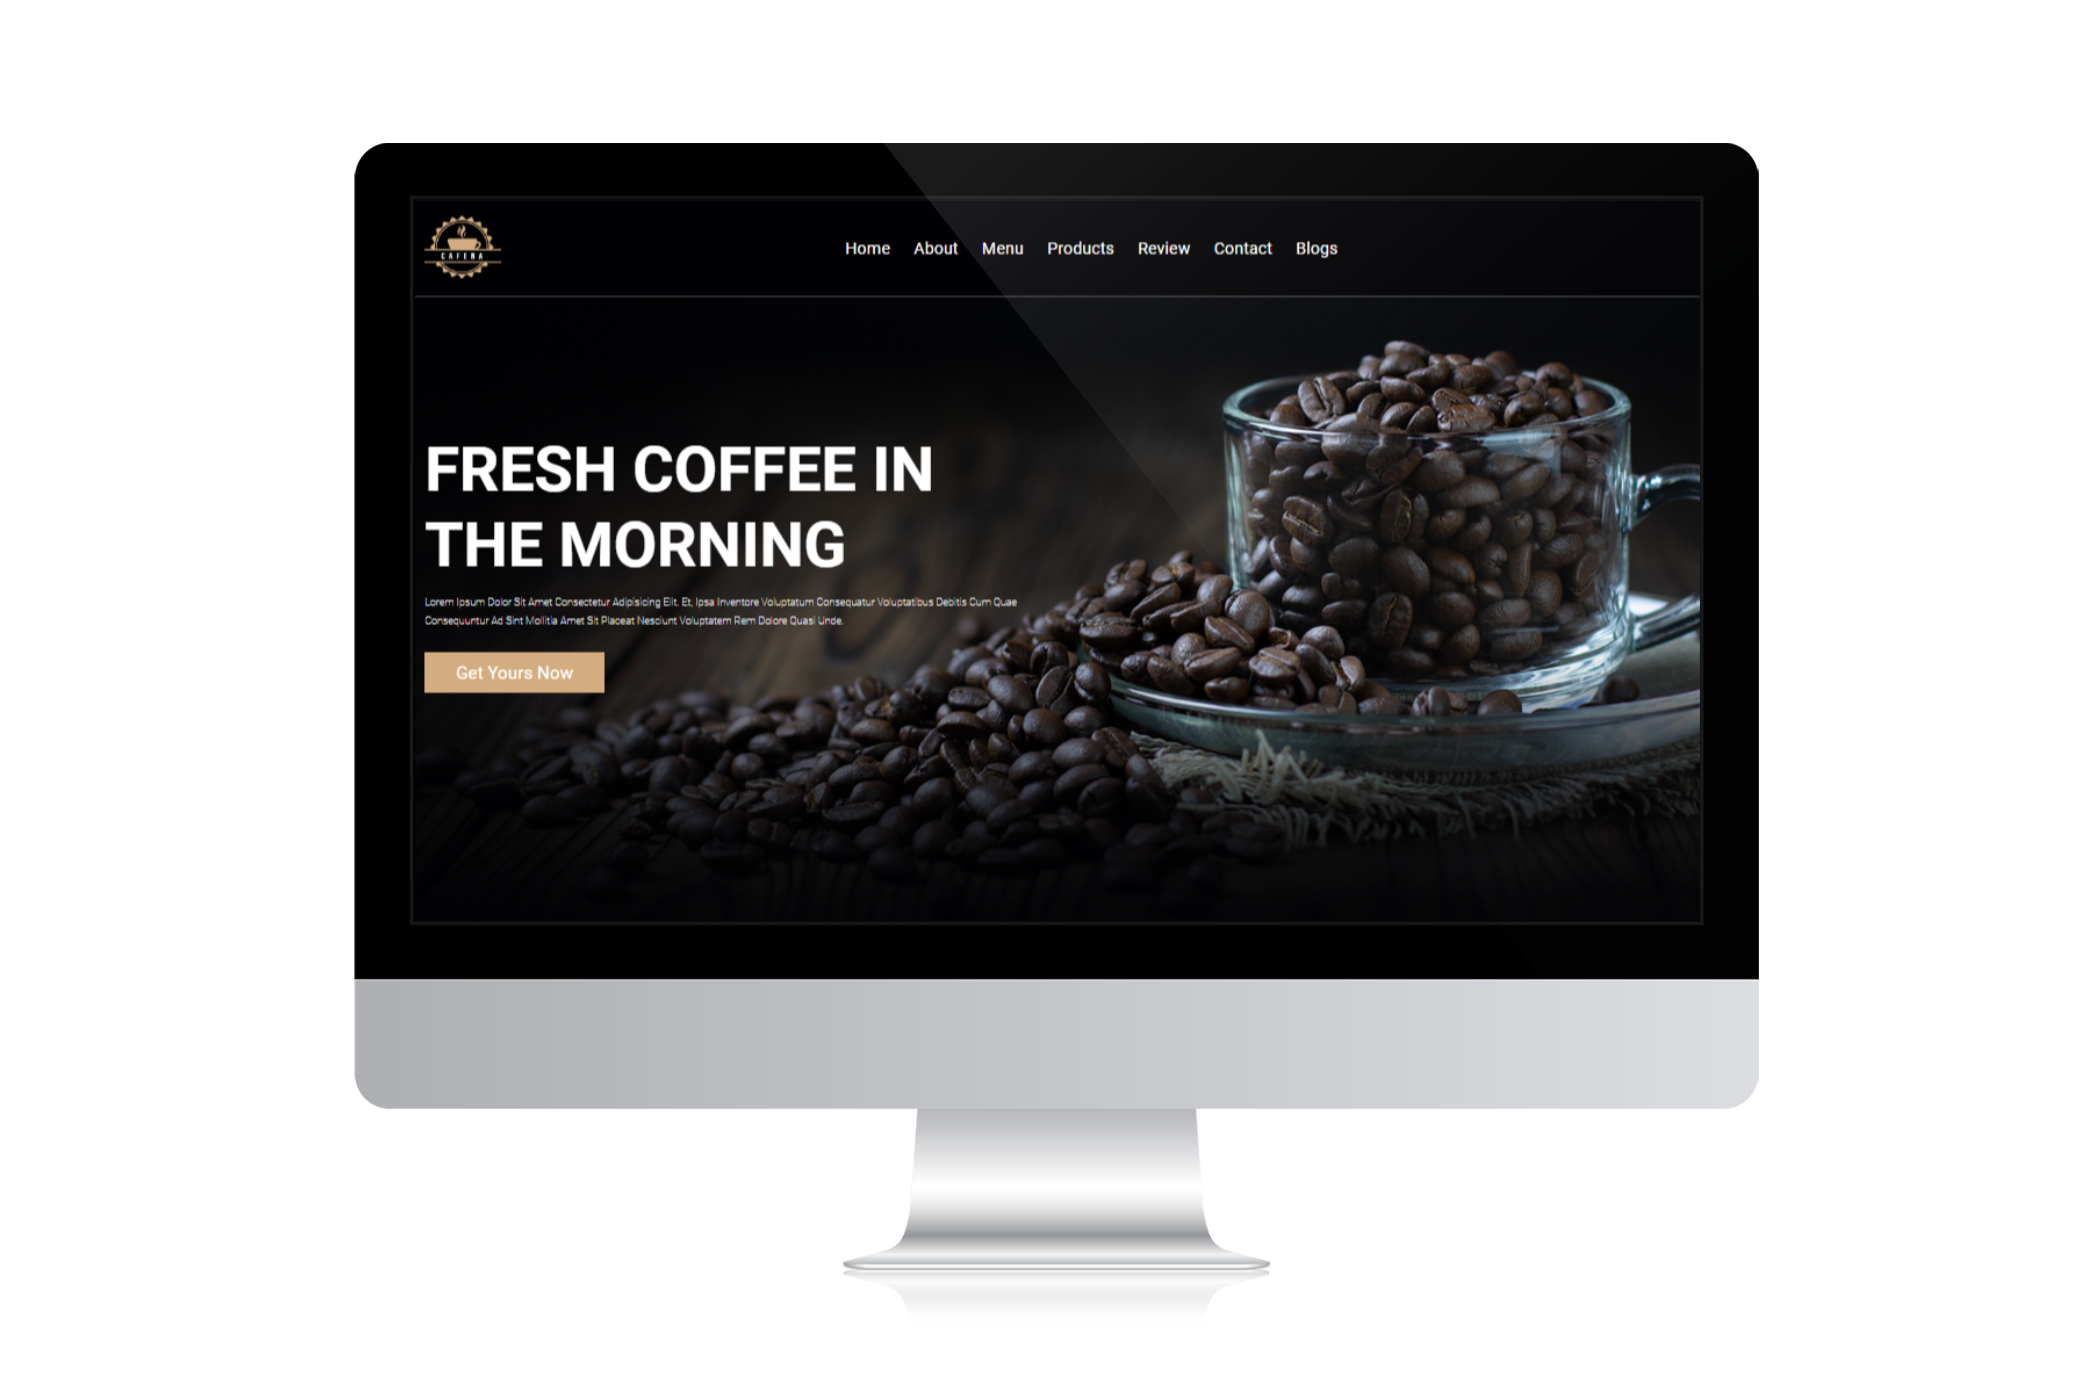 CAFENA
Home About Menu Products Review Contact Blogs
FRESH COFFEE IN
THE MORNING
Lorem Ipsum Dolor Sit Amet Consectetur Adipisicing Elit. Et, Ipsa Inventore Voluptatum Consequatur Voluptatibus Debitis Cum Quae
Consequuntur Ad Sint Mollitia Amet Sit Placeat Nesciunt Voluptatem Rem Dolore Quasi Unde.
Get Yours Now